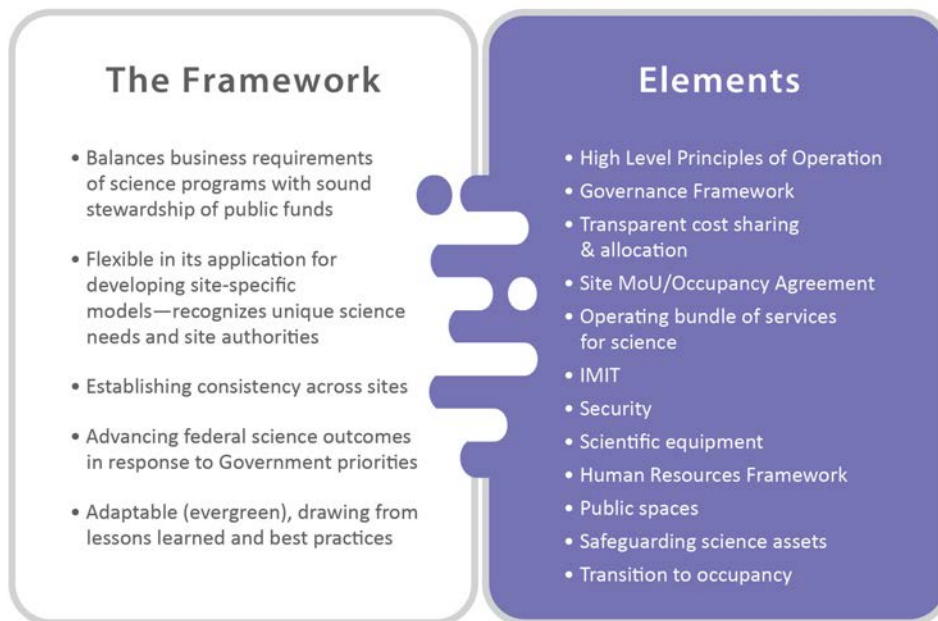 The Framework
• Balances business requirements
of science programs with sound
stewardship of public funds
• Flexible in its application for
developing site-specific
models—recognizes unique science
needs and site authorities
• Establishing consistency across sites
• Advancing federal science outcomes
in response to Government priorities
• Adaptable (evergreen), drawing from
lessons learned and best practices
Elements
• High Level Principles of Operation
• Governance Framework
• Transparent cost sharing
& allocation
• Site MoU/Occupancy Agreement
• Operating bundle of services
for science
• IMIT
• Security
• Scientific equipment
• Human Resources Framework
• Public spaces
• Safeguarding science assets
• Transition to occupancy